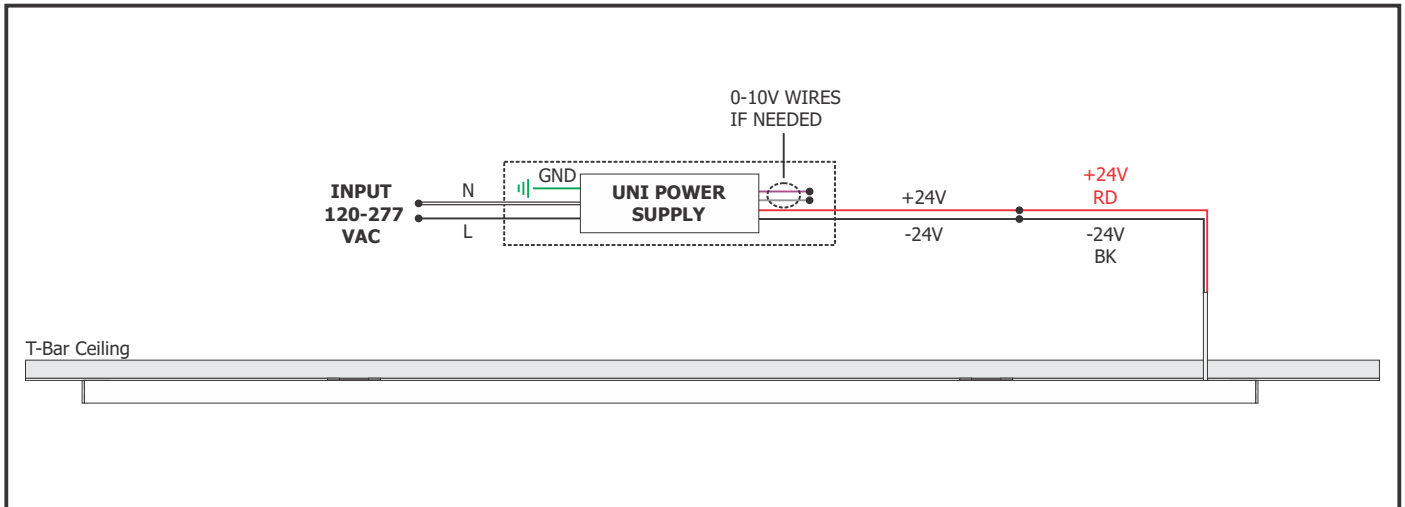 0-10V WIRES
IF NEEDED
INPUT
120-277
VAC
N
L
GND
UNI POWER
SUPPLY
+24V
-24V
+24V
RD
-24V
BK
T-Bar Ceiling